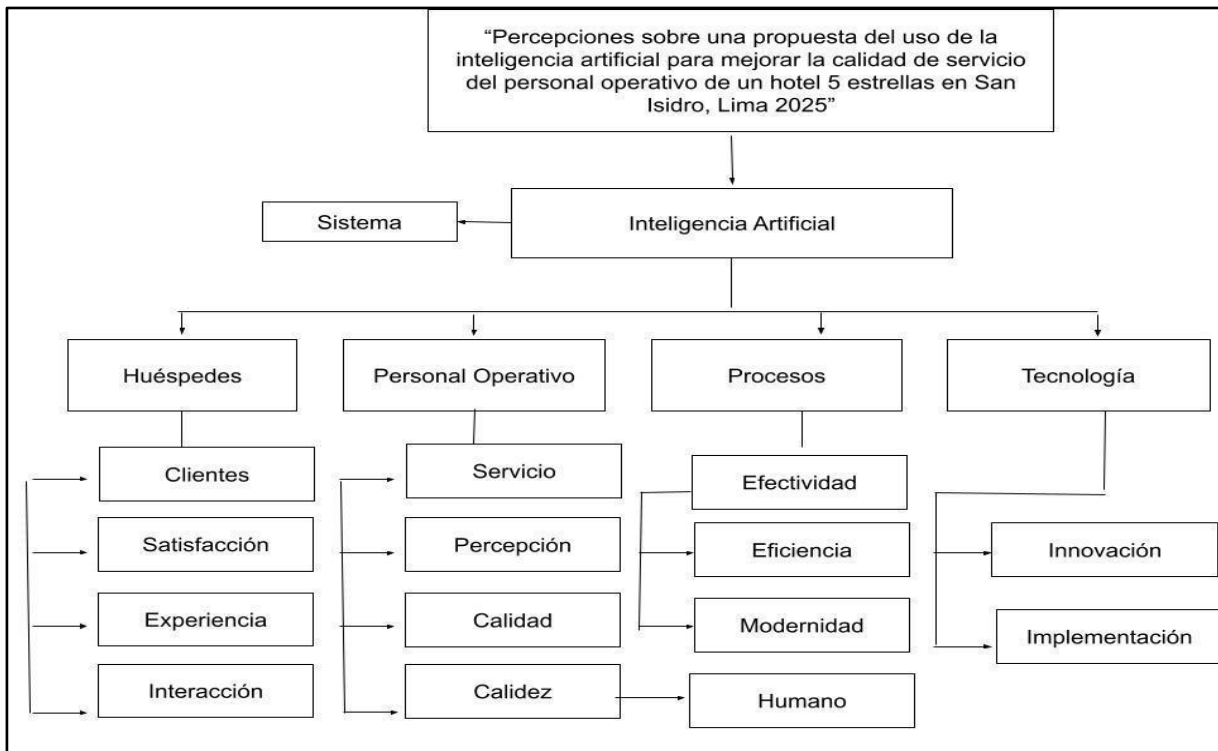 “Percepciones sobre una propuesta del uso de la
inteligencia artificial para mejorar la calidad de servicio
del personal operativo de un hotel 5 estrellas en San
Isidro, Lima 2025”
Sistema
Inteligencia Artificial
Huéspedes
Personal Operativo
Procesos
Tecnología
Clientes
Servicio
Efectividad
Satisfacción
Percepción
Eficiencia
Innovación
Experiencia
Calidad
Modernidad
Implementación
Interacción
Calidez
Humano